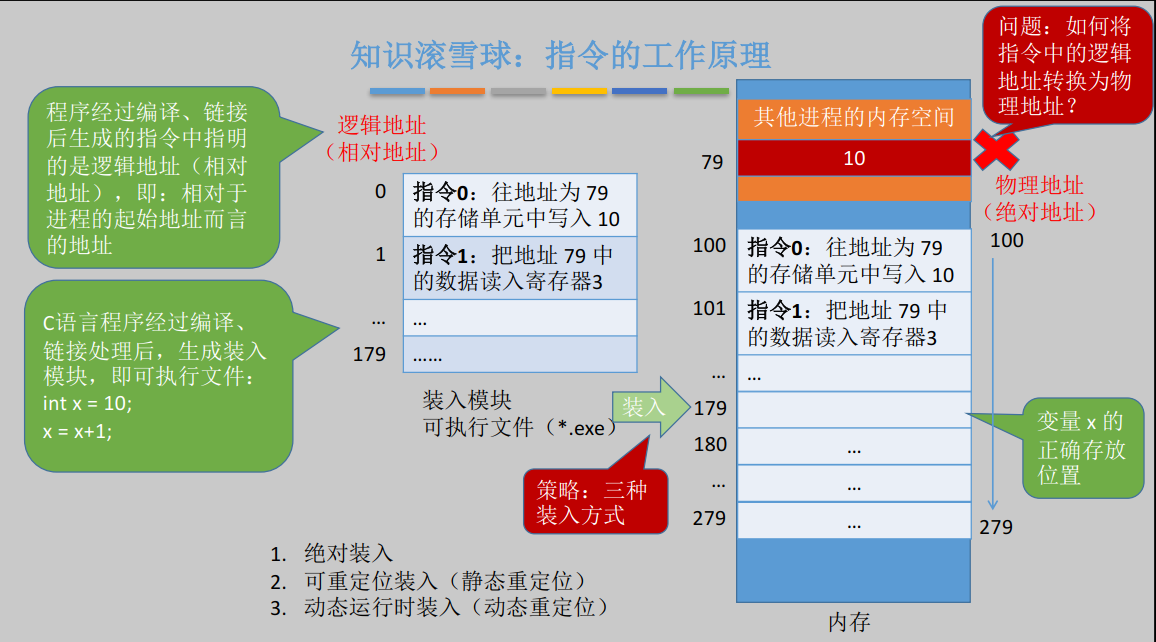 知识滚雪球：指令的工作原理
问题：如何将
指令中的逻辑
地址转换为物
理地址？
程序经过编译、链接
后生成的指令中指明
的是逻辑地址（相对
地址），即：相对于
进程的起始地址而言
的地址
C语言程序经过编译、
链接处理后，生成装入
模块，即可执行文件：
int x = 10;
x = x+1;
逻辑地址
（相对地址）
0
指令0：往地址为 79
的存储单元中写入 10
1
指令1：把地址 79 中
的数据读入寄存器3
...
...
179
......
装入模块
可执行文件（*.exe）
装入
策略：三种
装入方式
1. 绝对装入
2. 可重定位装入（静态重定位）
3. 动态运行时装入（动态重定位）
其他进程的内存空间
79
10
物理地址
（绝对地址）
100
100
指令0：往地址为 79
的存储单元中写入 10
101
指令1：把地址 79 中
的数据读入寄存器3
...
...
179
180
...
...
...
279
...
279
变量 x 的
正确存放
位置
内存